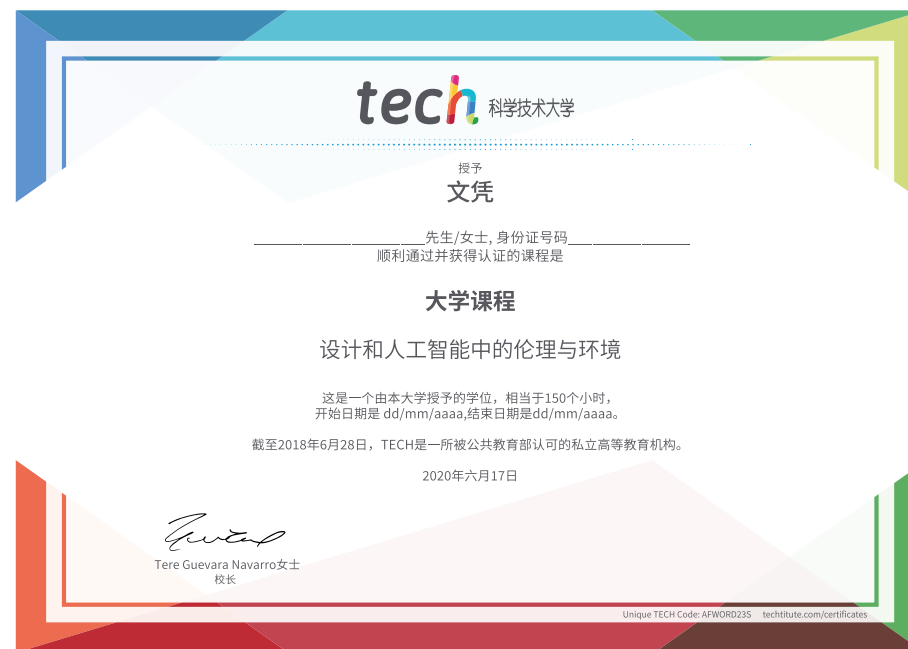 tech 科学技术大学
授予
文凭
先生/女士, 身份证号码
顺利通过并获得认证的课程是
大学课程
设计和人工智能中的伦理与环境
这是一个由本大学授予的学位，相当于150个小时，
开始日期是 dd/mm/aaaa,结束日期是dd/mm/aaaa。
截至2018年6月28日，TECH是一所被公共教育部认可的私立高等教育机构。
2020年六月17日
Tere Guevara Navarro女士
校长
Unique TECH Code: AFWORD23S techtitute.com/certificates